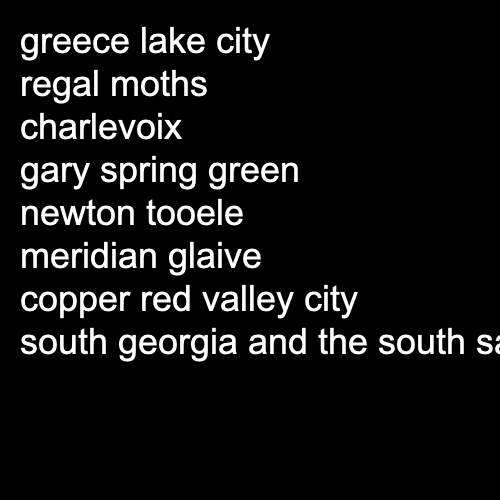 greece lake city
regal moths
charlevoix
gary spring green
newton tooele
meridian glaive
copper red valley city
south georgia and the south